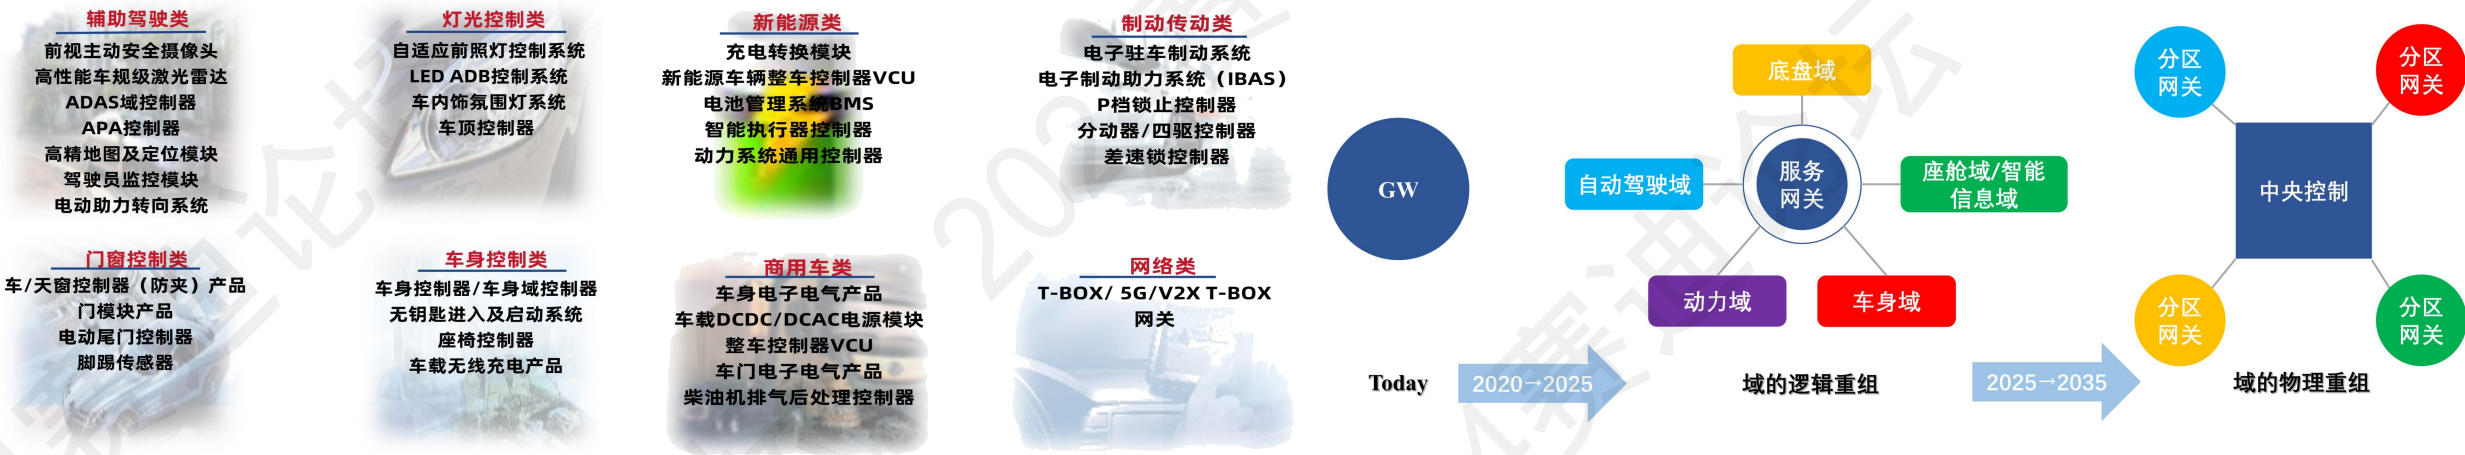 辅助驾驶类
前视主动安全摄像头
高性能车规级激光雷达
ADAS域控制器
APA控制器
高精地图及定位模块
驾驶员监控模块
电动助力转向系统
灯光控制类
自适应前照灯控制系统
LED ADB控制系统
车内饰氛围灯系统
车顶控制器
新能源类
充电转换模块
新能源车辆整车控制器VCU
电池管理系统BMS
智能执行器控制器
动力系统通用控制器
制动传动类
电子驻车制动系统
电子制动助力系统（IBAS）
P档锁止控制器
分动器/四驱控制器
差速锁控制器
门窗控制类
车/天窗控制器（防夹）产品
门模块产品
电动尾门控制器
脚踢传感器
车身控制类
车身控制器/车身域控制器
无钥匙进入及启动系统
座椅控制器
车载无线充电产品
商用车类
车身电子电气产品
车载DCDC/DCAC电源模块
整车控制器VCU
车门电子电气产品
柴油机排气后处理控制器
网络类
T-BOX/ 5G/V2X T-BOX
网关
GW
Today
2020→2025
底盘域
自动驾驶域
服务
网关
座舱域/智能
信息域
动力域
车身域
域的逻辑重组
2025→2035
分区
网关
分区
网关
中央控制
分区
网关
分区
网关
域的物理重组